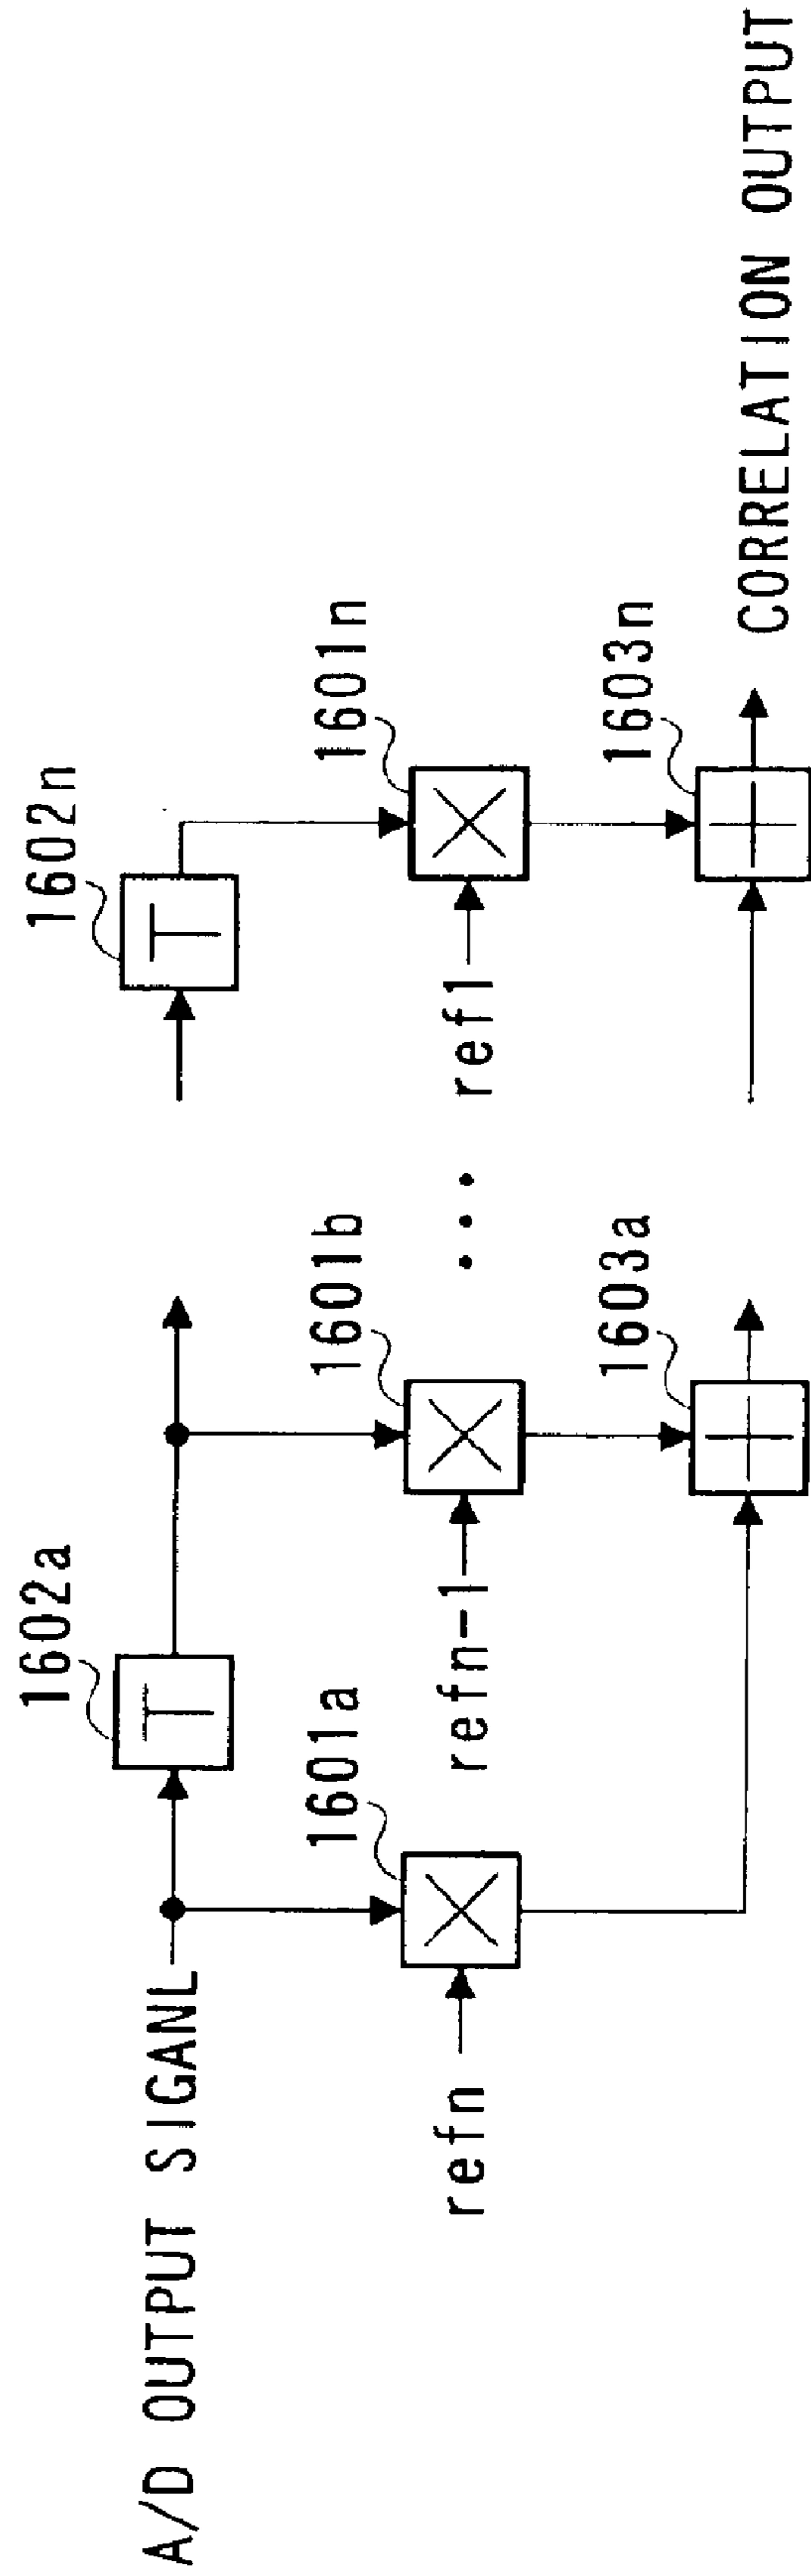 1602a
1602n
A/D OUTPUT SIGANL
T
T
1601a
1601b
1601n
refn
refn-1
...
ref1
1603a
1603n
CORRELATION OUTPUT